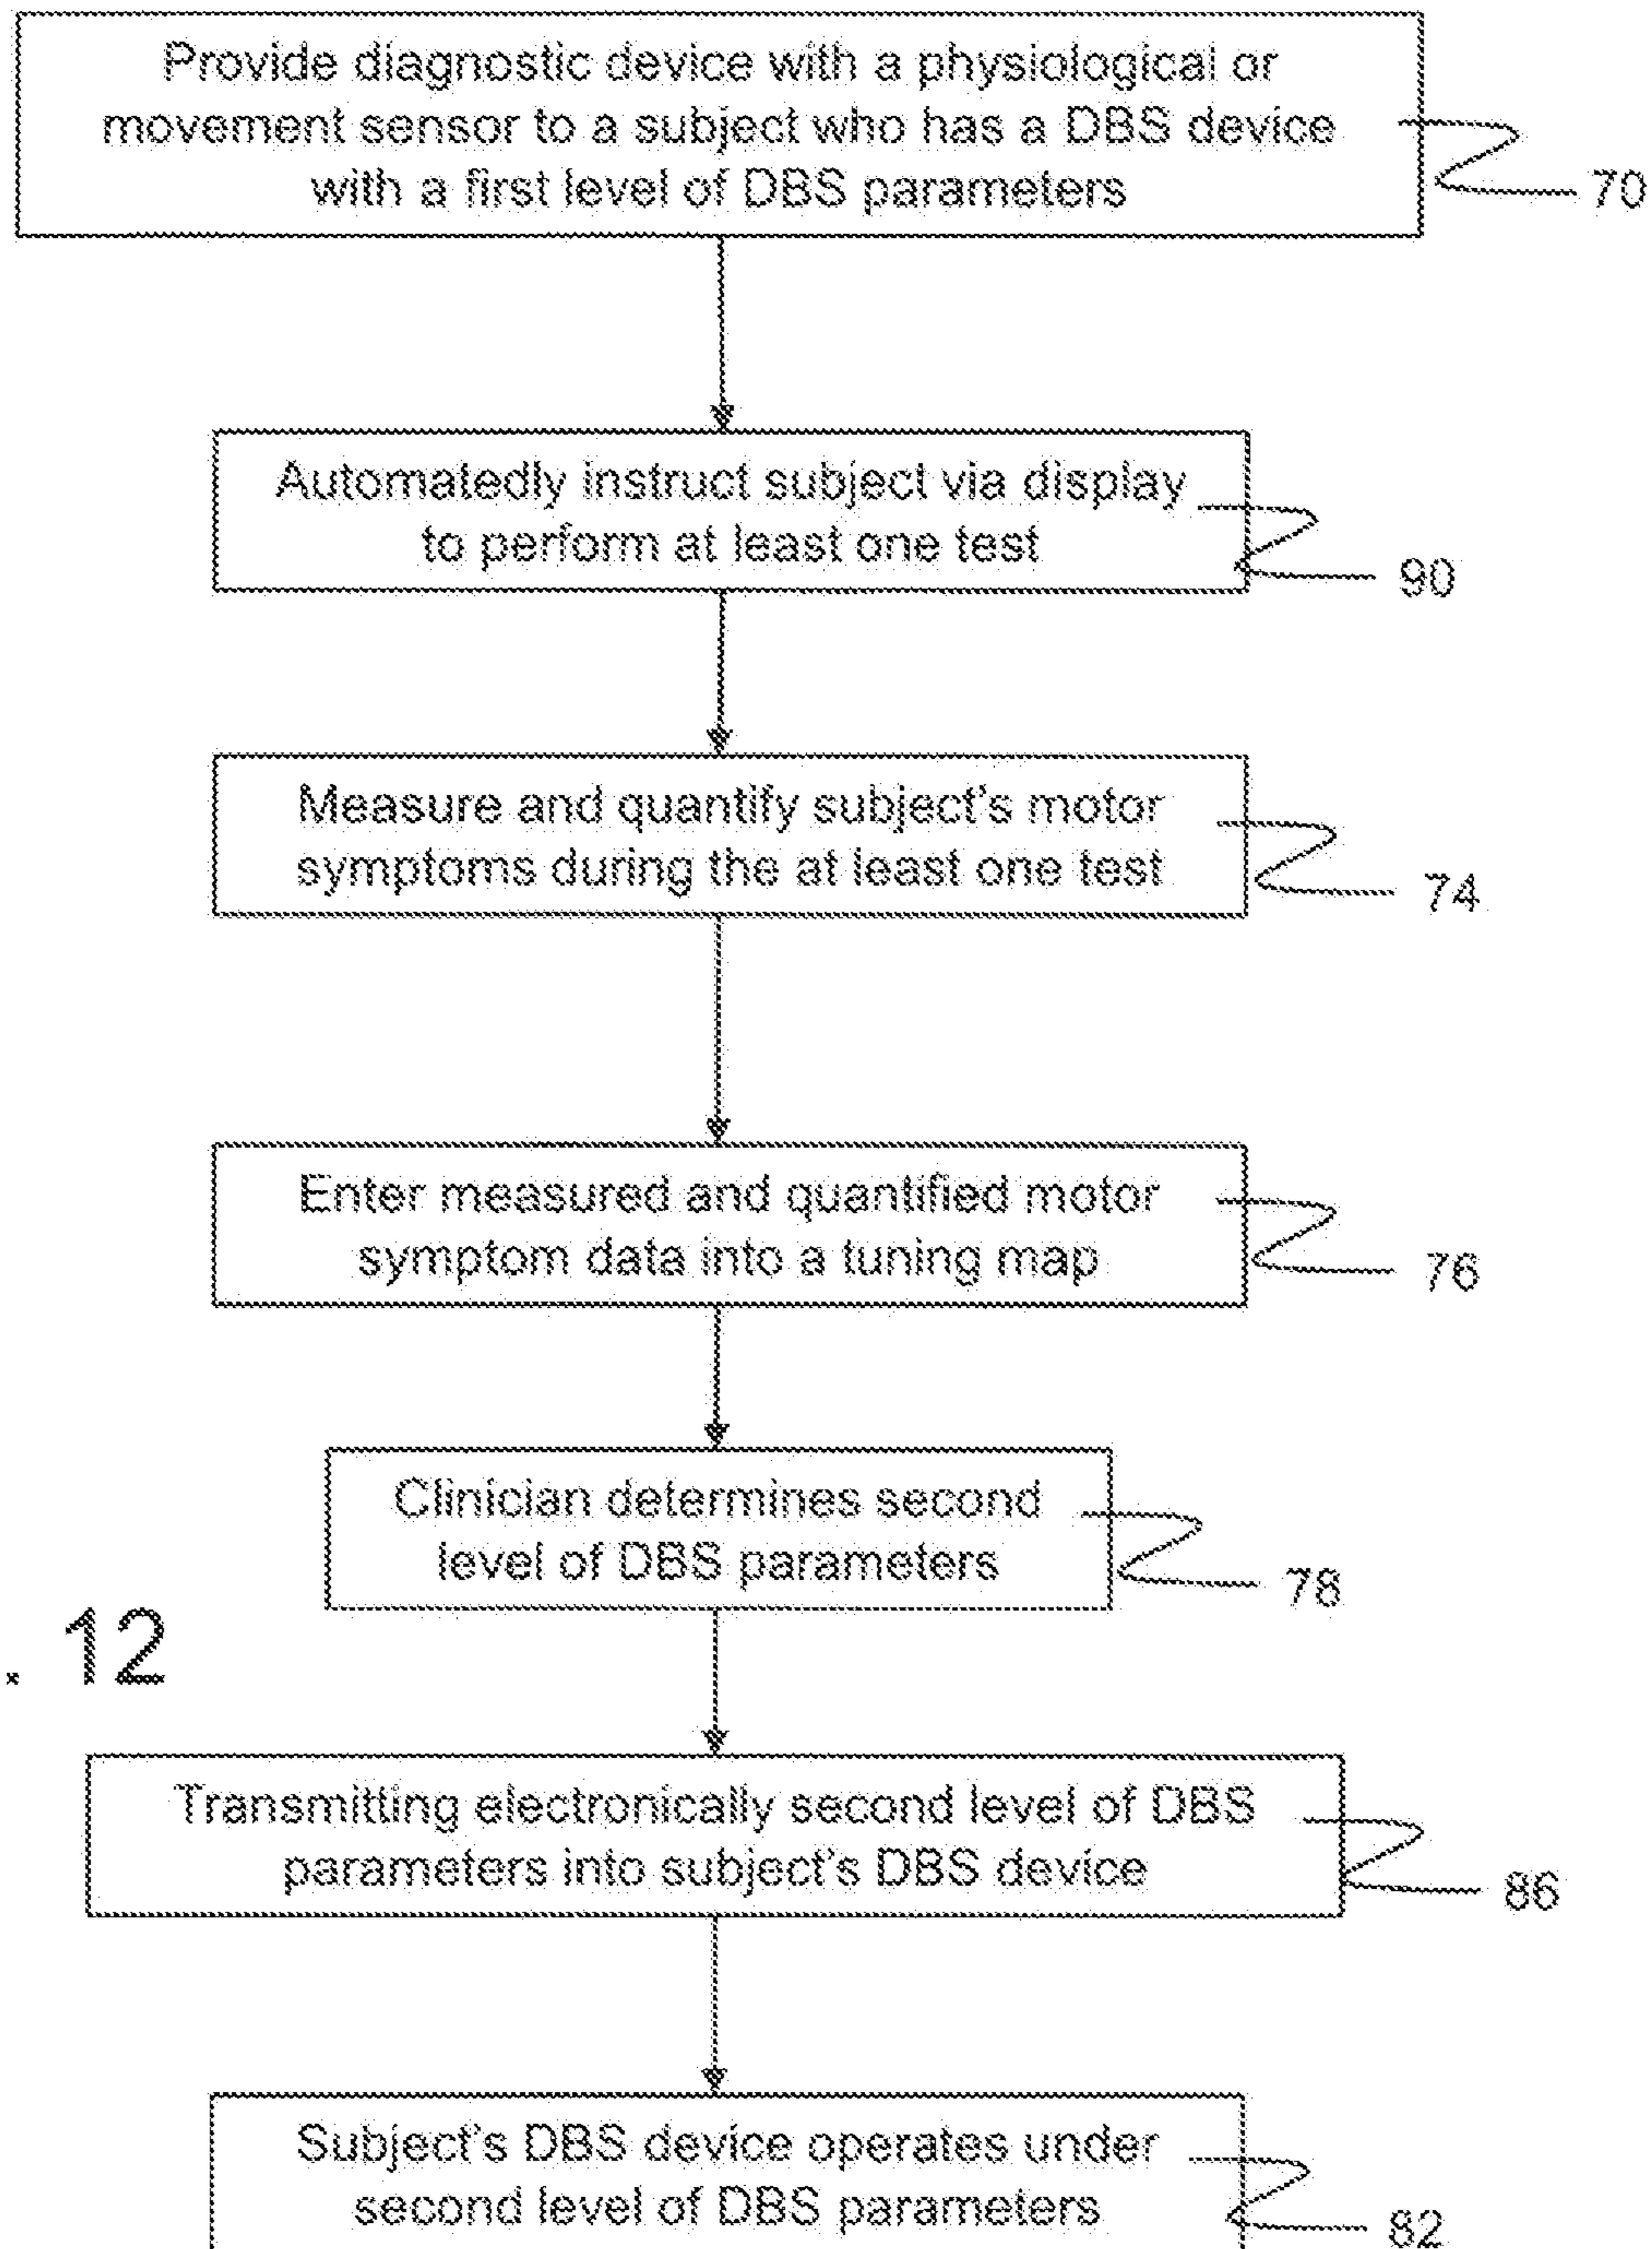 Provide diagnostic device with a physiological or
movement sensor to a subject who has a DBS device
with a first level of DBS parameters
70
Automatedly instruct subject via display
to perform at least one test
90
Measure and quantify subject's motor
symptoms during the at least one test
74
Enter measured and quantified motor
symptom data into a tuning map
76
Clinician determines second
level of DBS parameters
78
. 12
Transmitting electronically second level of DBS
parameters into subject's DBS device
86
Subject's DBS device operates under
second level of DBS parameters
82